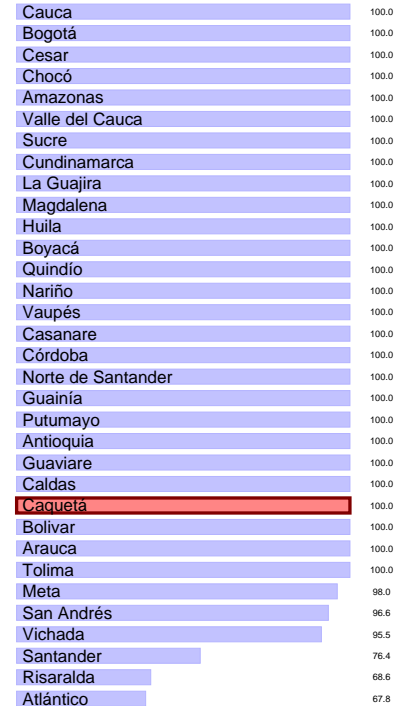 Cauca 100.0
Bogotá 100.0
Cesar 100.0
Chocó 100.0
Amazonas 100.0
Valle del Cauca 100.0
Sucre 100.0
Cundinamarca 100.0
La Guajira 100.0
Magdalena 100.0
Huila 100.0
Boyacá 100.0
Quindío 100.0
Nariño 100.0
Vaupés 100.0
Casanare 100.0
Córdoba 100.0
Norte de Santander 100.0
Guainía 100.0
Putumayo 100.0
Antioquia 100.0
Guaviare 100.0
Caldas 100.0
Caquetá 100.0
Bolivar 100.0
Arauca 100.0
Tolima 100.0
Meta 98.0
San Andrés 96.6
Vichada 95.5
Santander 76.4
Risaralda 68.6
Atlántico 67.8